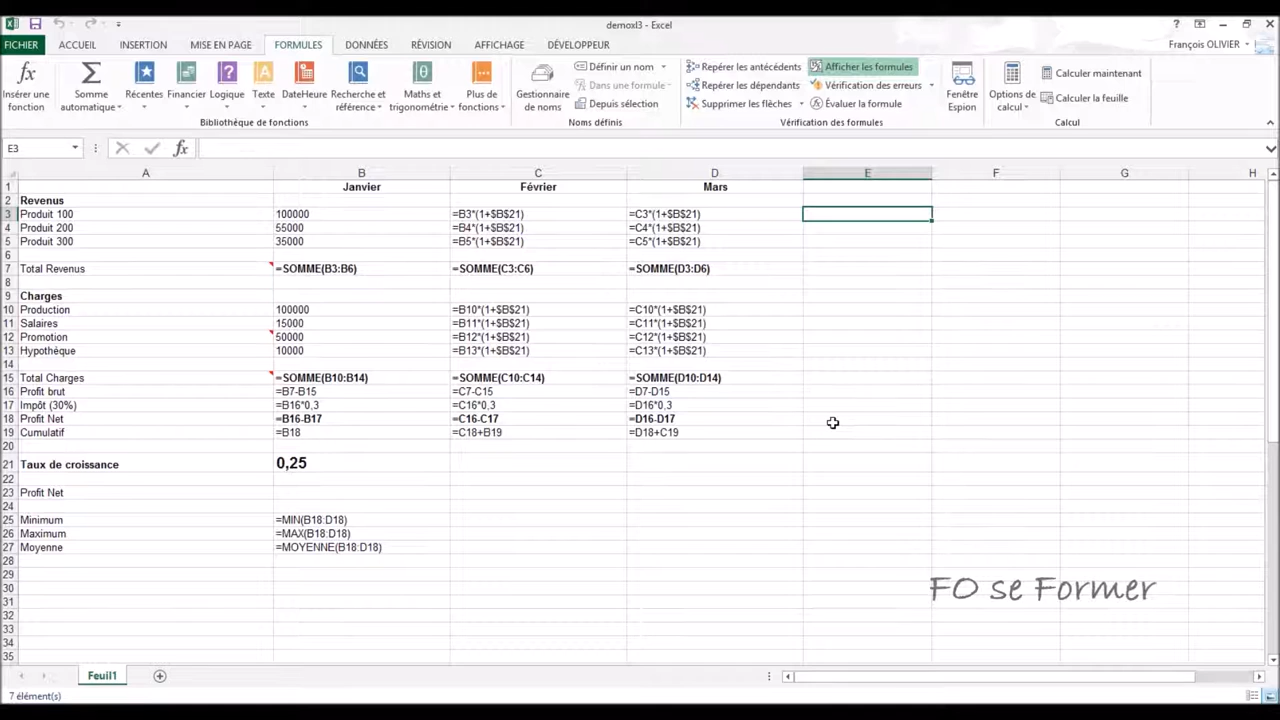 demoxl3 - Excel
FICHIER ACCUEIL INSERTION MISE EN PAGE FORMULES DONNÉES RÉVISION AFFICHAGE DÉVELOPPEUR François OLIVIER
Insérer une fonction
Somme automatique
Récentes
Financier
Logique
Texte
DateHeure
Recherche et référence
Maths et trigonométrie
Plus de fonctions
Bibliothèque de fonctions
Gestionnaire de noms
Définir un nom
Dans une formule
Depuis sélection
Noms définis
Repérer les antécédents
Repérer les dépendants
Supprimer les flèches
Afficher les formules
Vérification des erreurs
Évaluer la formule
Vérification des formules
Fenêtre Espion
Options de calcul
Calculer maintenant
Calculer la feuille
Calcul
E3 fx
A B C D E F G H
1 Janvier Février Mars
2 Revenus
3 Produit 100 100000 =B3*(1+$B$21) =C3*(1+$B$21)
4 Produit 200 55000 =B4*(1+$B$21) =C4*(1+$B$21)
5 Produit 300 35000 =B5*(1+$B$21) =C5*(1+$B$21)
6
7 Total Revenus =SOMME(B3:B6) =SOMME(C3:C6) =SOMME(D3:D6)
8
9 Charges
10 Production 100000 =B10*(1+$B$21) =C10*(1+$B$21)
11 Salaires 15000 =B11*(1+$B$21) =C11*(1+$B$21)
12 Promotion 50000 =B12*(1+$B$21) =C12*(1+$B$21)
13 Hypothèque 10000 =B13*(1+$B$21) =C13*(1+$B$21)
14
15 Total Charges =SOMME(B10:B14) =SOMME(C10:C14) =SOMME(D10:D14)
16 Profit brut =B7-B15 =C7-C15 =D7-D15
17 Impôt (30%) =B16*0,3 =C16*0,3 =D16*0,3
18 Profit Net =B16-B17 =C16-C17 =D16-D17
19 Cumulatif =B18 =C18+B19 =D18+C19
20
21 Taux de croissance 0,25
22
23 Profit Net
24
25 Minimum =MIN(B18:D18)
26 Maximum =MAX(B18:D18)
27 Moyenne =MOYENNE(B18:D18)
28
29
30
31
32
33
34
35
FO se Former
Feuil1
7 élément(s)